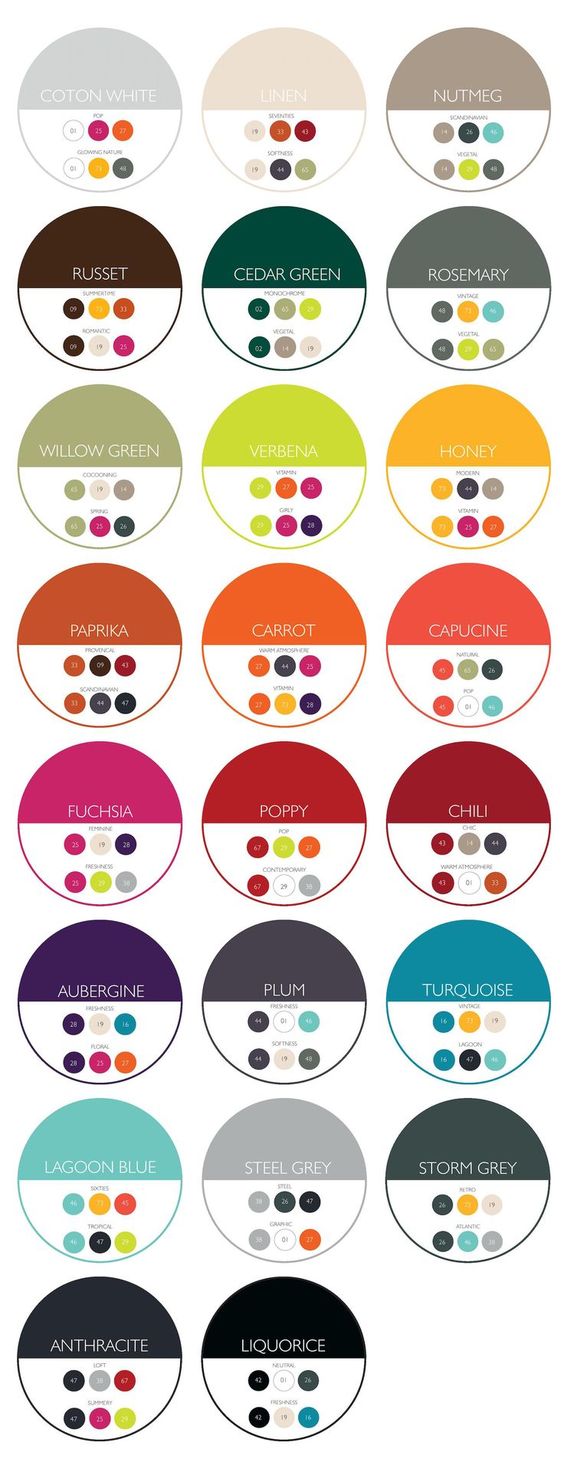 COTON WHITE
POP
01 25 27
GLOWING NATURE
01 73 48
LINEN
SEVENTIES
19 33 43
SOFTNESS
19 44 65
NUTMEG
SCANDINAVIAN
14 26 46
VEGETAL
14 29 48
RUSSET
SUMMERTIME
09 73 33
ROMANTIC
09 19 25
CEDAR GREEN
MONOCHROME
02 65 29
VEGETAL
02 14 19
ROSEMARY
VINTAGE
48 73 46
VEGETAL
48 29 65
WILLOW GREEN
COCOONING
65 19 14
SPRING
65 25 26
VERBENA
VITAMIN
29 27 25
GIRLY
29 25 28
HONEY
MODERN
73 44 14
VITAMIN
73 25 27
PAPRIKA
PROVENCAL
33 09 43
SCANDINAVIAN
33 44 47
CARROT
WARM ATMOSPHERE
27 44 25
VITAMIN
27 73 28
CAPUCINE
NATURAL
45 65 26
POP
45 01 46
FUCHSIA
FEMININE
25 19 28
FRESHNESS
25 29 38
POPPY
POP
67 29 27
CONTEMPORARY
67 29 38
CHILI
CHIC
43 14 44
WARM ATMOSPHERE
43 01 33
AUBERGINE
FRESHNESS
28 19 16
FLORAL
28 25 27
PLUM
FRESHNESS
44 01 46
SOFTNESS
44 19 48
TURQUOISE
VINTAGE
16 73 19
LAGOON
16 47 46
LAGOON BLUE
SIXTIES
46 73 45
TROPICAL
46 47 29
STEEL GREY
STEEL
38 26 47
GRAPHIC
38 01 27
STORM GREY
RETRO
26 73 19
ATLANTIC
26 46 38
ANTHRACITE
LOFT
47 38 67
SUMMERY
47 25 29
LIQUORICE
NEUTRAL
42 01 26
FRESHNESS
42 19 16